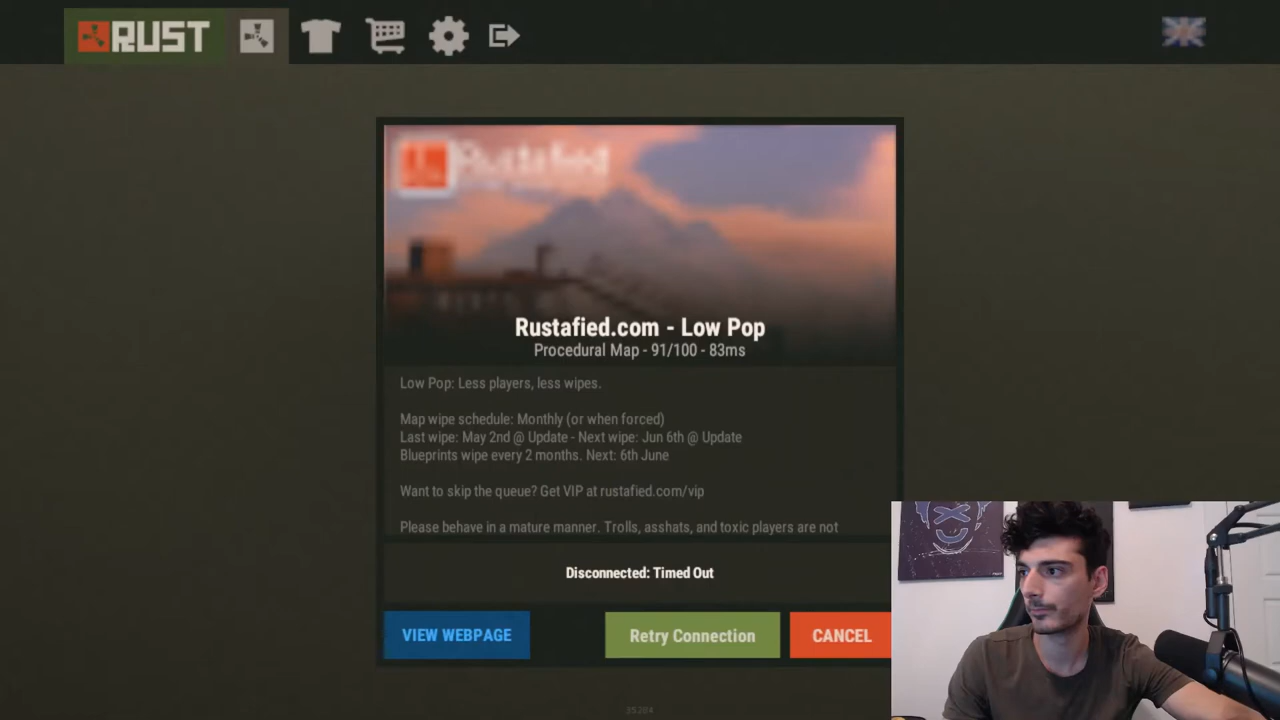 RUST
Rustafied
Rustafied.com - Low Pop
Procedural Map - 91/100 - 83ms
Low Pop: Less players, less wipes.
Map wipe schedule: Monthly (or when forced)
Last wipe: May 2nd @ Update - Next wipe: Jun 6th @ Update
Blueprints wipe every 2 months. Next: 6th June
Want to skip the queue? Get VIP at rustafied.com/vip
Please behave in a mature manner. Trolls, asshats, and toxic players are not
Disconnected: Timed Out
VIEW WEBPAGE
Retry Connection
CANCEL
35204